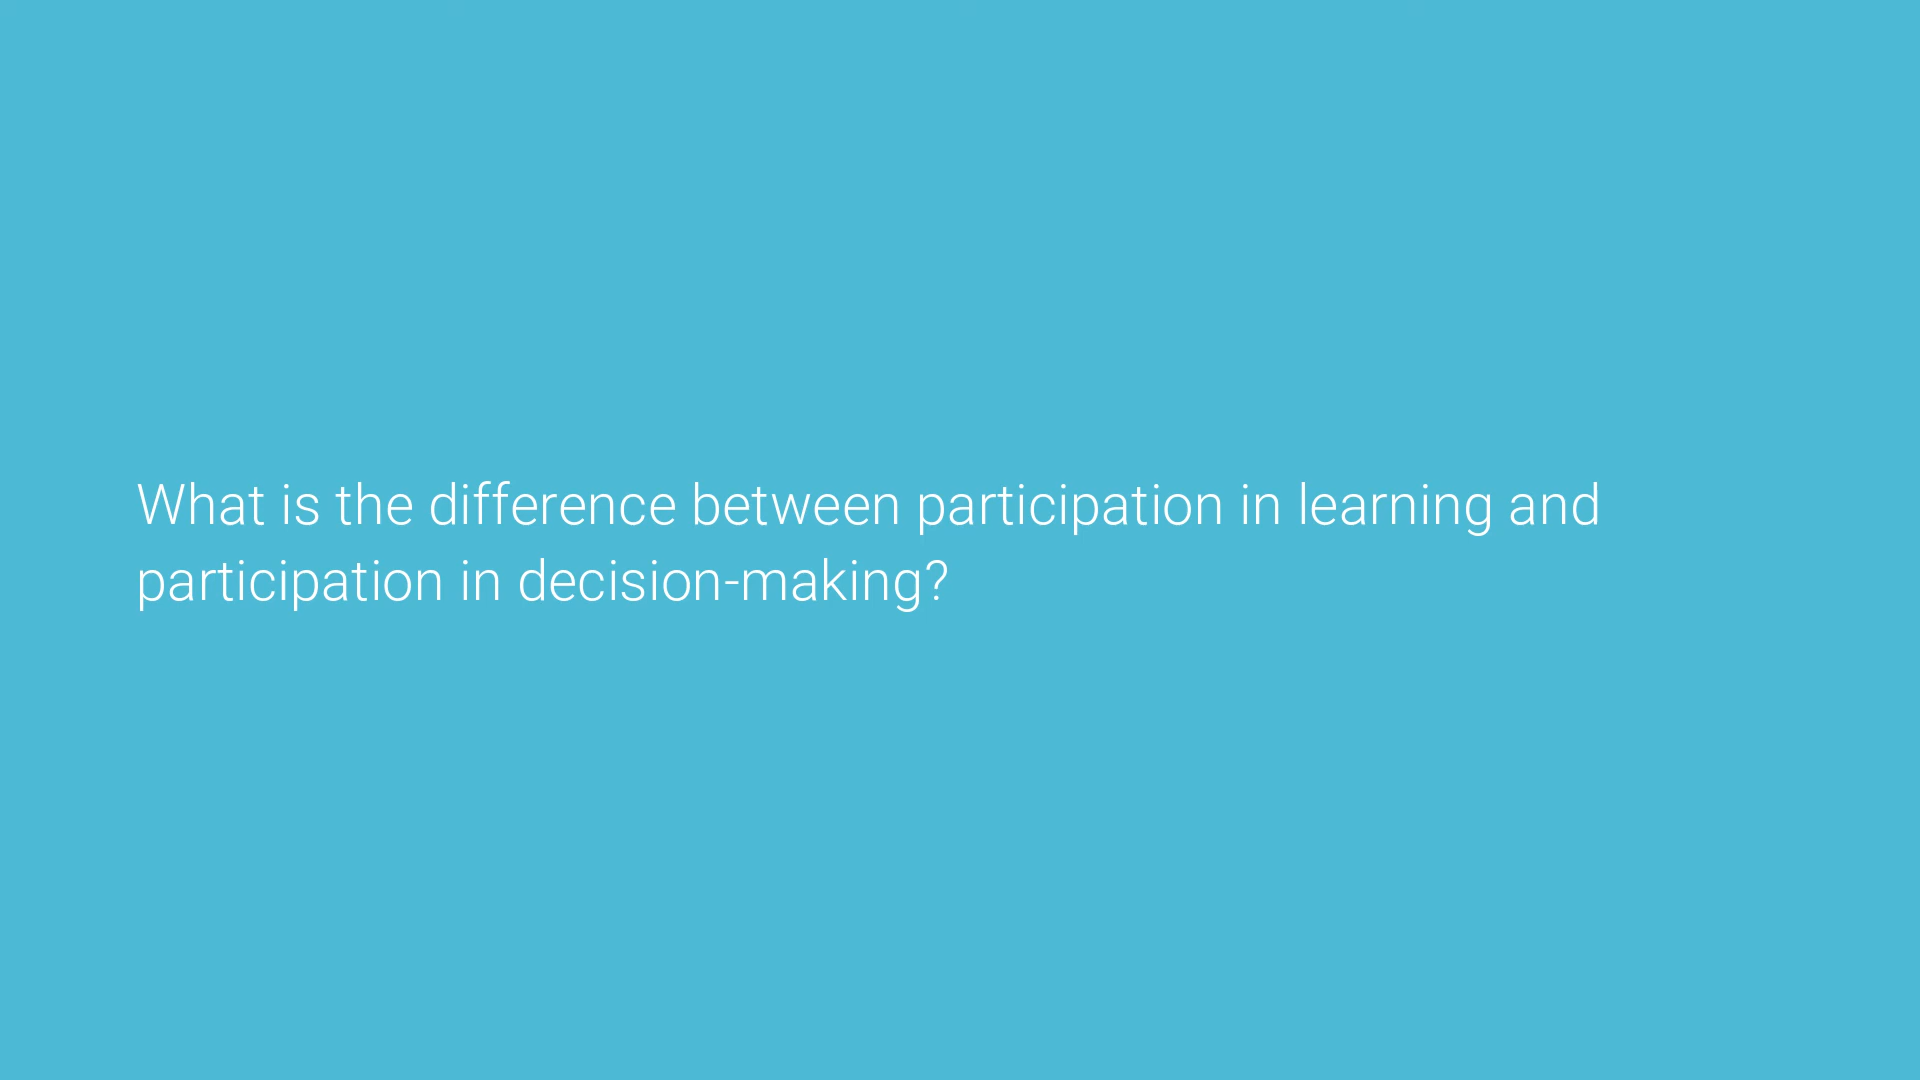 What is the difference between participation in learning and
participation in decision-making?